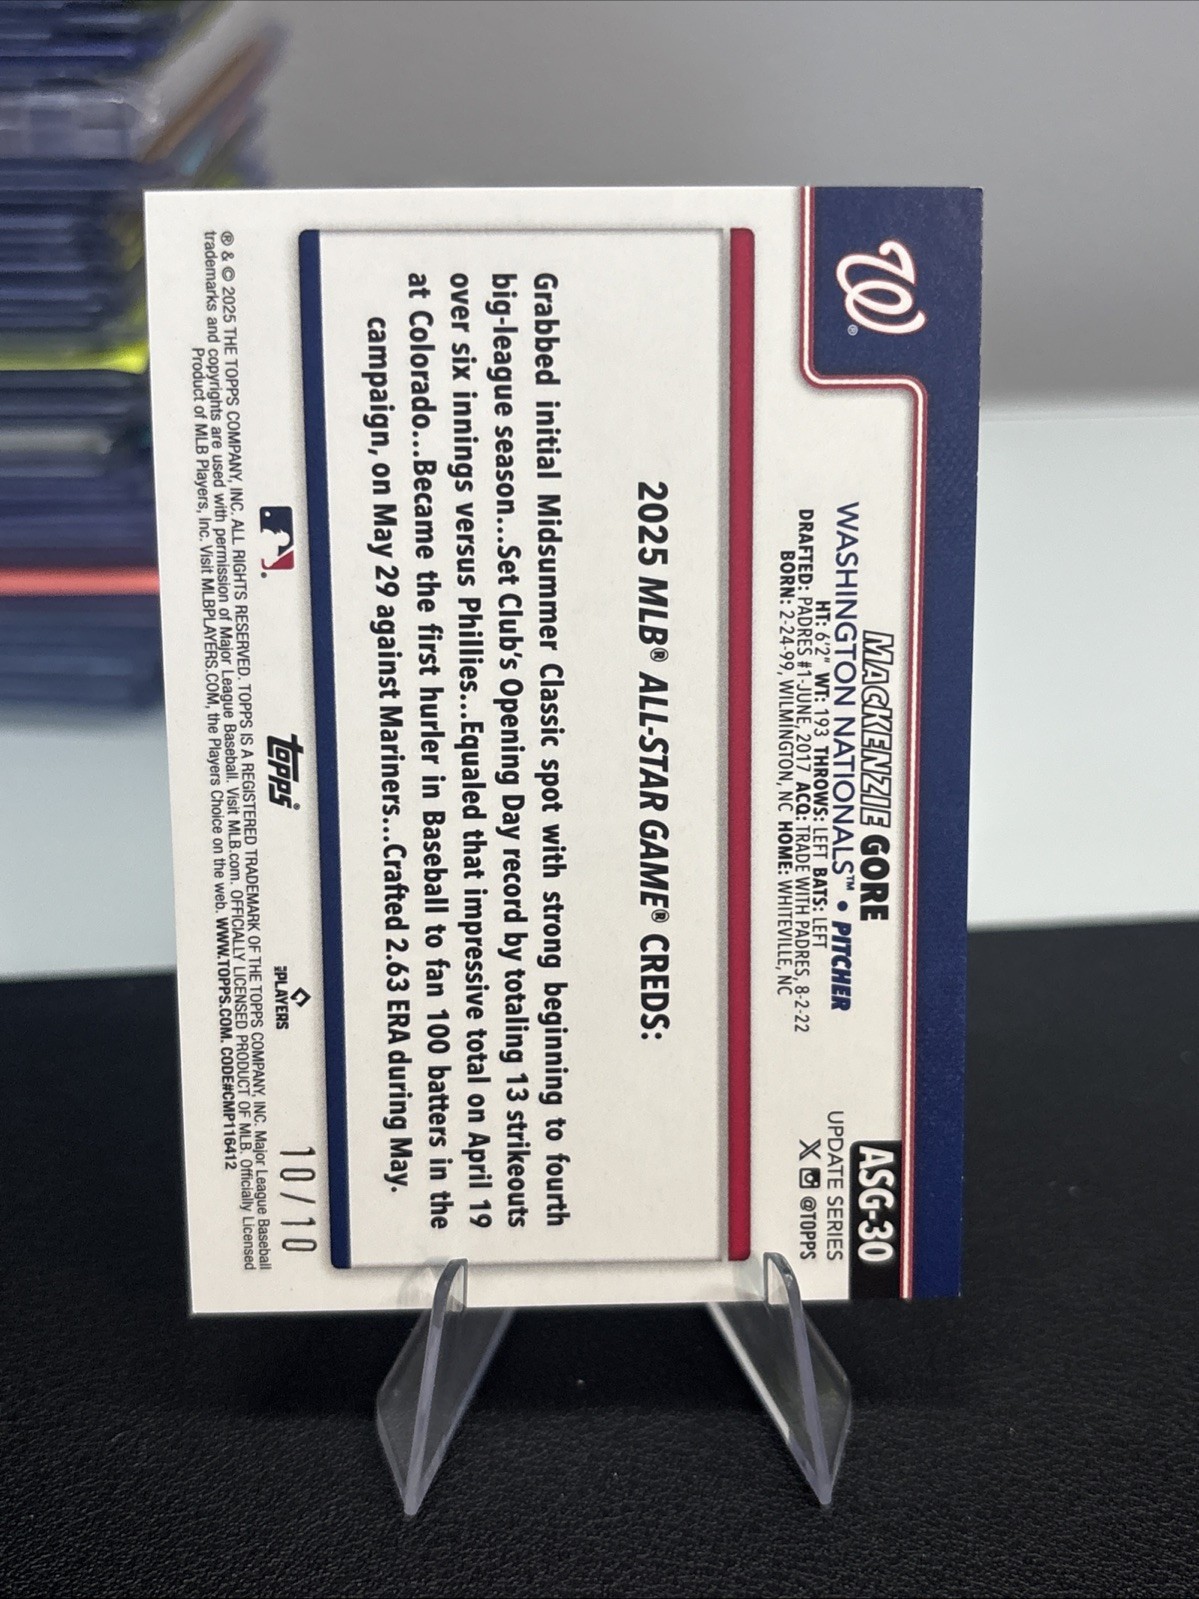 W®
MACKENZIE GORE
WASHINGTON NATIONALS™ • PITCHER
HT: 6'2" WT: 193 THROWS: LEFT BATS: LEFT
DRAFTED: PADRES #1-JUNE, 2017 ACQ: TRADE WITH PADRES, 8-2-22
BORN: 2-24-99, WILMINGTON, NC HOME: WHITEVILLE, NC
ASG-30
UPDATE SERIES
X @TOPPS
2025 MLB® ALL-STAR GAME® CREDS:
Grabbed initial Midsummer Classic spot with strong beginning to fourth
big-league season...Set Club's Opening Day record by totaling 13 strikeouts
over six innings versus Phillies...Equaled that impressive total on April 19
at Colorado...Became the first hurler in Baseball to fan 100 batters in the
campaign, on May 29 against Mariners...Crafted 2.63 ERA during May.
topps®
PLAYERS
10/10
® & © 2025 THE TOPPS COMPANY, INC. ALL RIGHTS RESERVED. TOPPS IS A REGISTERED TRADEMARK OF THE TOPPS COMPANY, INC. Major League Baseball
trademarks and copyrights are used with permission of Major League Baseball. Visit MLB.com. OFFICIALLY LICENSED PRODUCT OF MLB. Officially Licensed
Product of MLB Players, Inc. Visit MLBPLAYERS.COM, the Players Choice on the web. WWW.TOPPS.COM. CODE#CMP116412